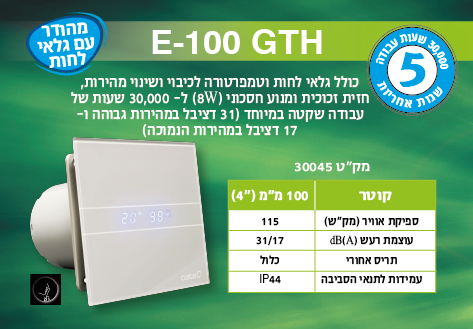 מהודר
עם גלאי
לחות
E-100 GTH
30,000 שעות עבודה
5
שנות אחריות
כולל גלאי לחות וטמפרטורה לכיבוי ושינוי מהירות,
חזית זכוכית ומנוע חסכוני (8W) ל- 30,000 שעות של
עבודה שקטה במיוחד (31 דציבל במהירות גבוהה ו-
17 דציבל במהירות הנמוכה)
מק"ט 30045
קוטר 100 מ"מ ("4)
ספיקת אוויר (מק"ש) 115
עוצמת רעש dB(A) 31/17
תריס אחורי כלול
עמידות לתנאי הסביבה IP44
20° 98%